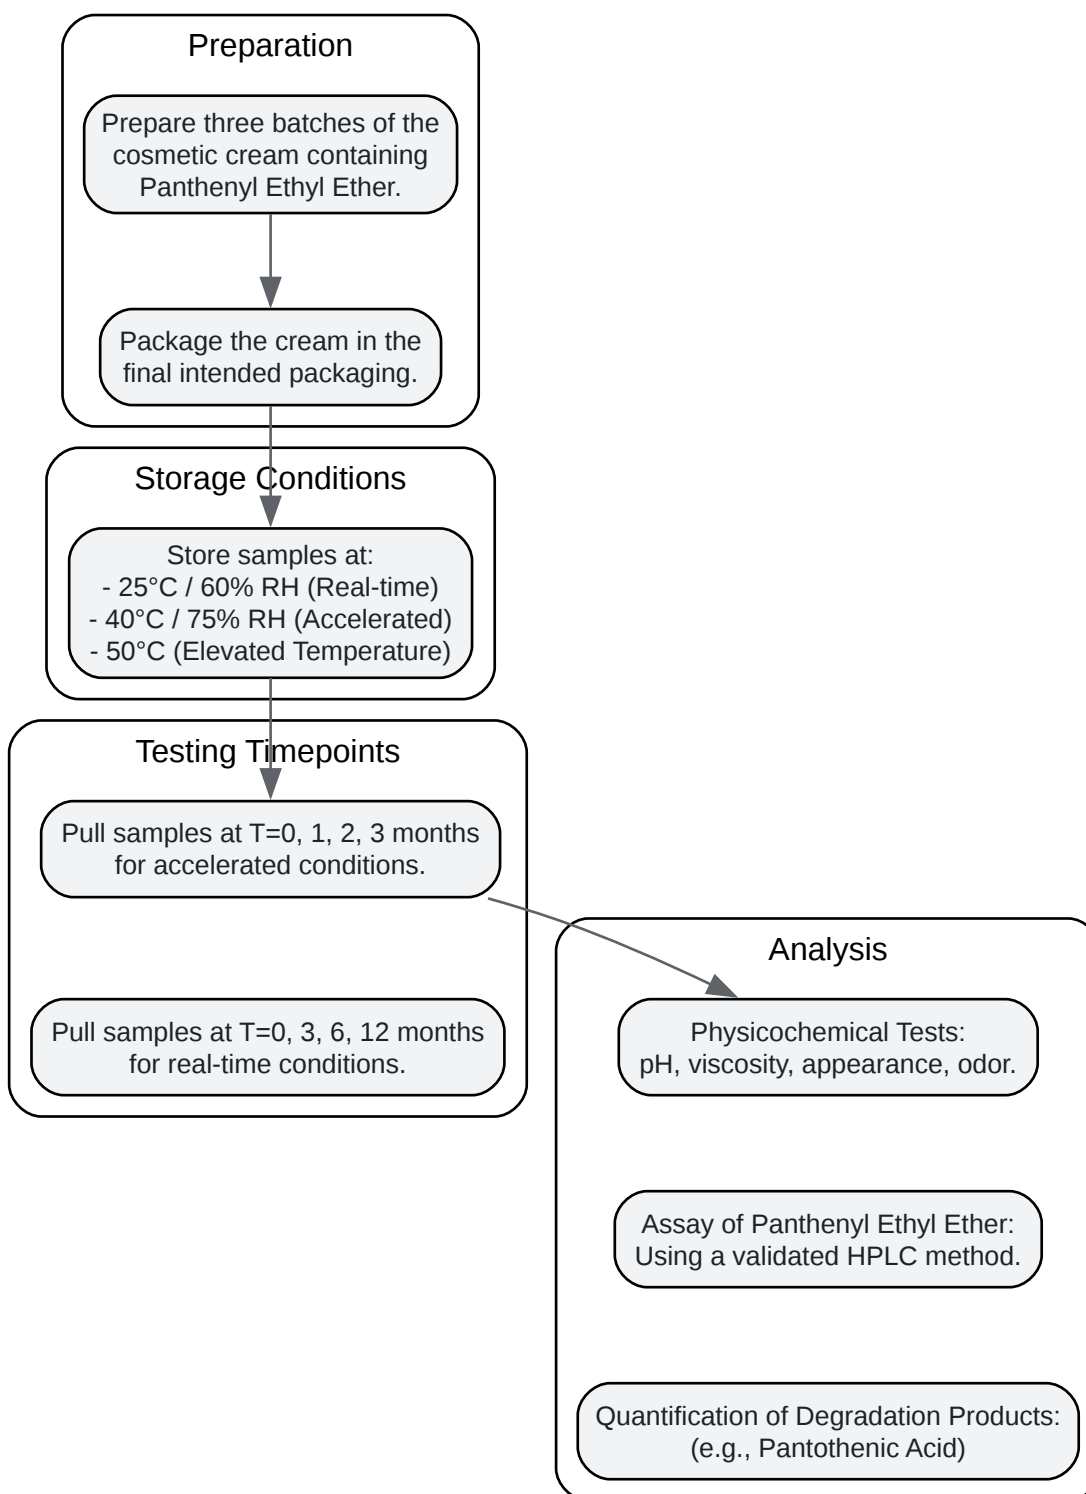 Preparation
Prepare three batches of the
cosmetic cream containing
Panthenyl Ethyl Ether.
Package the cream in the
final intended packaging.
Storage Conditions
Store samples at:
- 25°C / 60% RH (Real-time)
- 40°C / 75% RH (Accelerated)
- 50°C (Elevated Temperature)
Testing Timepoints
Pull samples at T=0, 1, 2, 3 months
for accelerated conditions.
Pull samples at T=0, 3, 6, 12 months
for real-time conditions.
Analysis
Physicochemical Tests:
pH, viscosity, appearance, odor.
Assay of Panthenyl Ethyl Ether:
Using a validated HPLC method.
Quantification of Degradation Products:
(e.g., Pantothenic Acid)